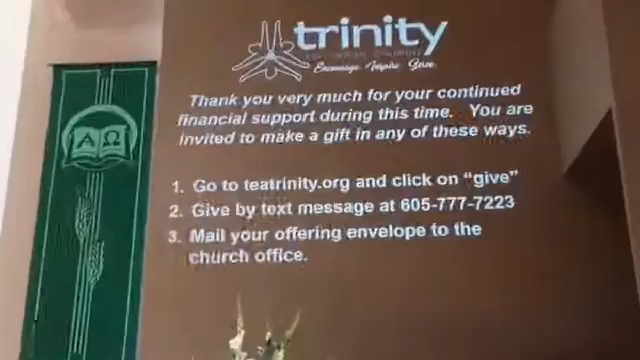 trinity
Encourage. Inspire. Serve.
Thank you very much for your continued
financial support during this time. You are
invited to make a gift in any of these ways.
1. Go to teatrinity.org and click on “give”
2. Give by text message at 605-777-7223
3. Mail your offering envelope to the
church office.
Α Ω